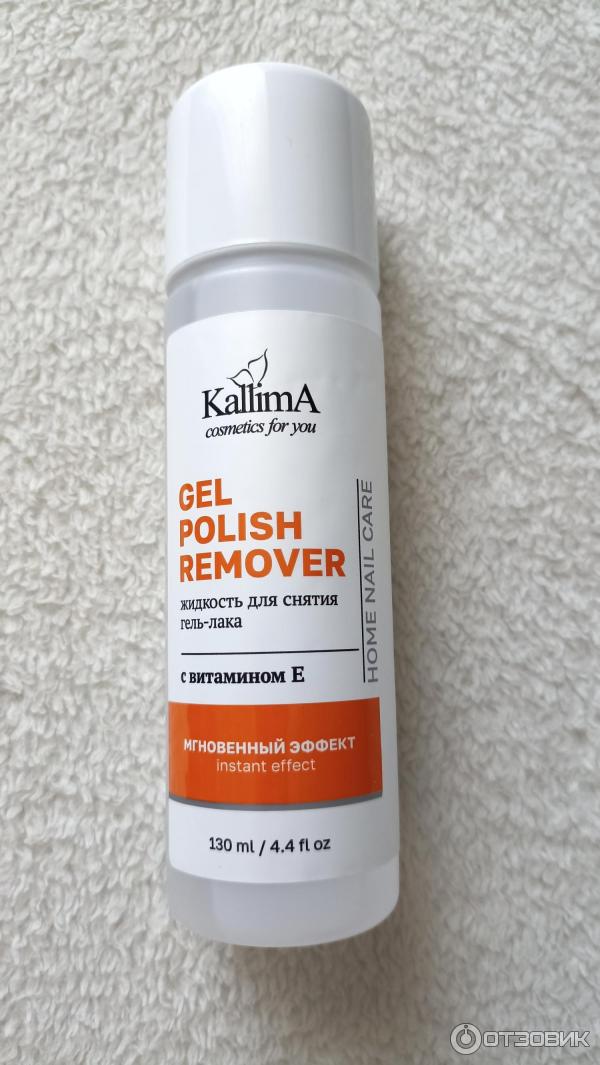 KallimA
cosmetics for you
GEL
POLISH
REMOVER
жидкость для снятия
гель-лака
с витамином Е
HOME NAIL CARE
МГНОВЕННЫЙ ЭФФЕКТ
instant effect
130 ml / 4.4 fl oz
ОТЗОВИК